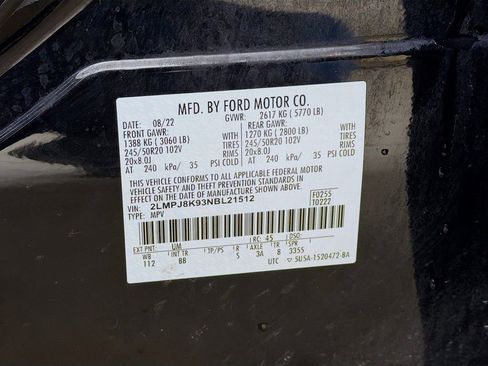 MFD. BY FORD MOTOR CO.
DATE: 08/22 GVWR: 2617 KG ( 5770 LB)
FRONT GAWR: REAR GAWR:
1388 KG ( 3060 LB) 1270 KG ( 2800 LB)
245/50R20 102V TIRES 245/50R20 102V TIRES
20x8.0J RIMS 20x8.0J RIMS
AT 240 kPa/ 35 PSI COLD AT 240 kPa/ 35 PSI COLD
THIS VEHICLE CONFORMS TO ALL APPLICABLE FEDERAL MOTOR
VEHICLE SAFETY AND THEFT PREVENTION STANDARDS IN
EFFECT ON THE DATE OF MANUFACTURE SHOWN ABOVE.
VIN: 2LMPJ8K93NBL21512 F0255
TYPE: MPV T0222
EXT PNT: UM RC: 45
WB INT TR TP/PS R AXLE TR SPR
112 BB 5 3A 8 3355
UTC 5U5A-1520472-BA